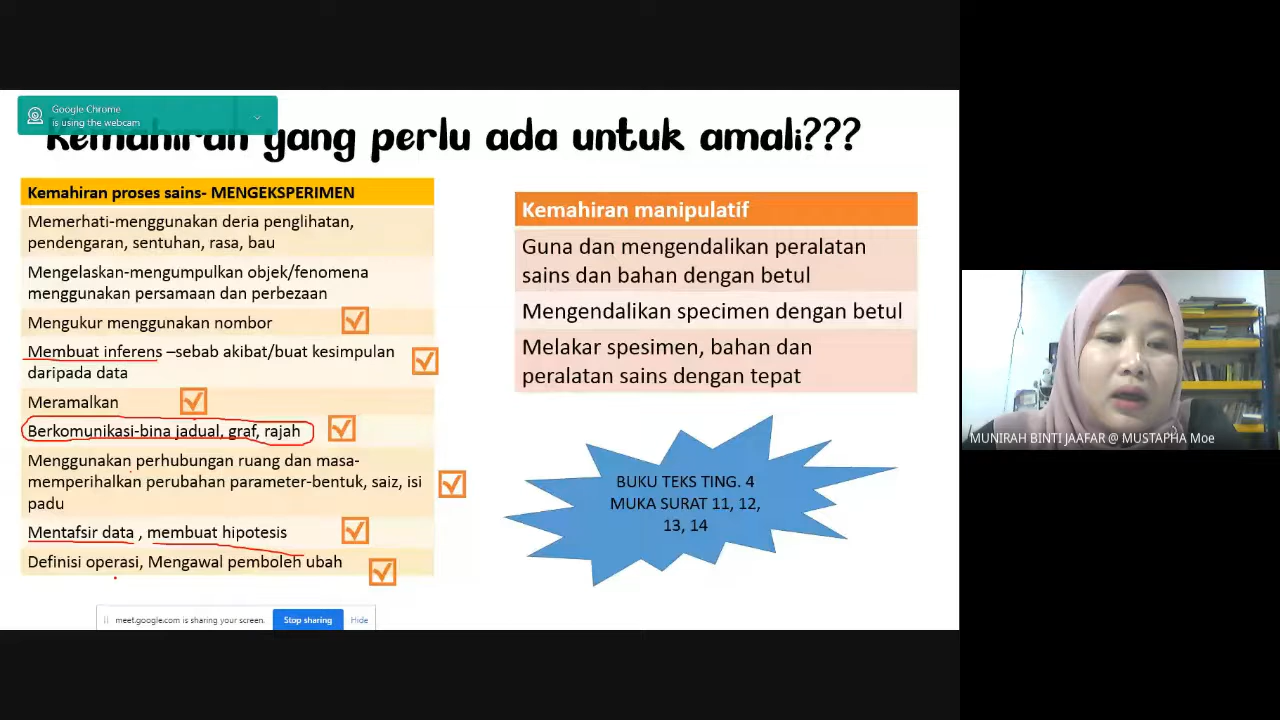 Google Chrome
is using the webcam
Kemahiran yang perlu ada untuk amali???
Kemahiran proses sains- MENGEKSPERIMEN
Memerhati-menggunakan deria penglihatan,
pendengaran, sentuhan, rasa, bau
Mengelaskan-mengumpulkan objek/fenomena
menggunakan persamaan dan perbezaan
Mengukur menggunakan nombor
Membuat inferens –sebab akibat/buat kesimpulan
daripada data
Meramalkan
Berkomunikasi-bina jadual, graf, rajah
Menggunakan perhubungan ruang dan masa-
memperihalkan perubahan parameter-bentuk, saiz, isi
padu
Mentafsir data , membuat hipotesis
Definisi operasi, Mengawal pemboleh ubah
Kemahiran manipulatif
Guna dan mengendalikan peralatan
sains dan bahan dengan betul
Mengendalikan specimen dengan betul
Melakar spesimen, bahan dan
peralatan sains dengan tepat
BUKU TEKS TING. 4
MUKA SURAT 11, 12,
13, 14
meet.google.com is sharing your screen.
Stop sharing
Hide
MUNIRAH BINTI JAAFAR @ MUSTAPHA Moe